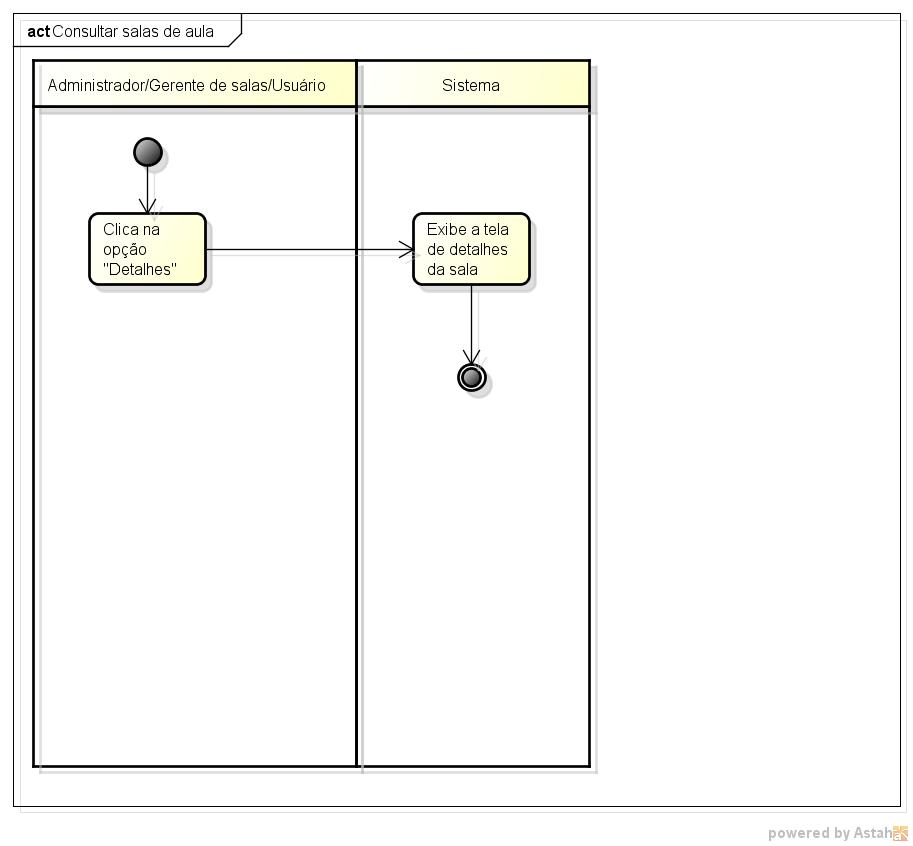 act Consultar salas de aula
Administrador/Gerente de salas/Usuário
Sistema
Clica na
opção
"Detalhes"
Exibe a tela
de detalhes
da sala
powered by Astah